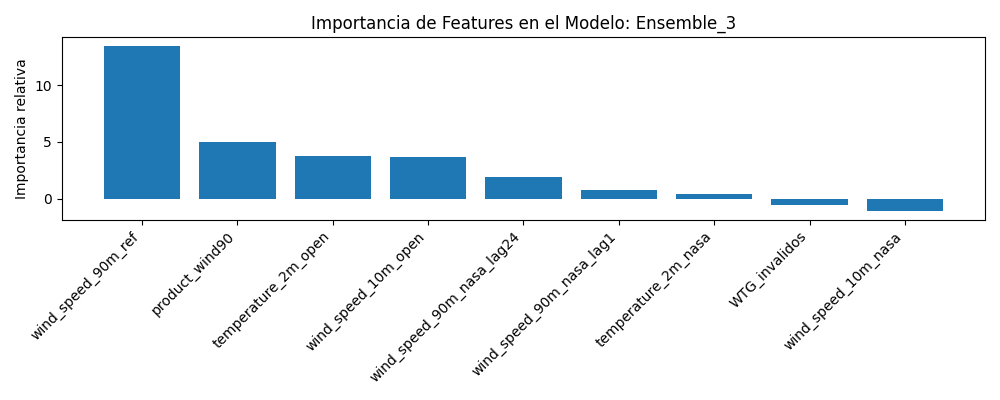 Importancia de Features en el Modelo: Ensemble_3
Importancia relativa
10
5
0
wind_speed_90m_ref
product_wind90
temperature_2m_open
wind_speed_10m_open
wind_speed_90m_nasa_lag24
wind_speed_90m_nasa_lag1
temperature_2m_nasa
WTG_invalidos
wind_speed_10m_nasa